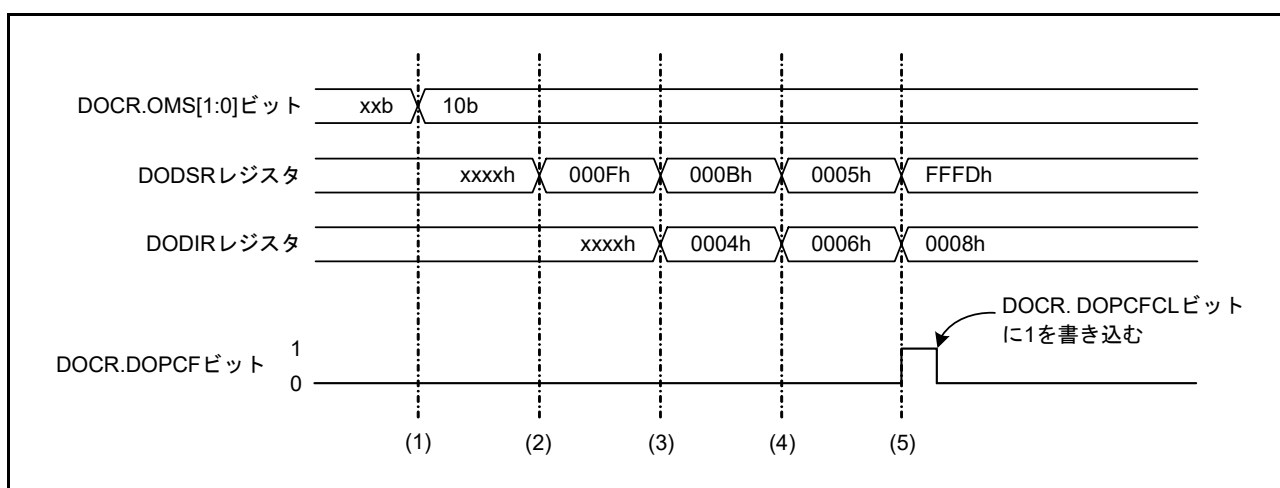 DOCR.OMS[1:0]ビット xxb 10b
DODSRレジスタ xxxxh 000Fh 000Bh 0005h FFFDh
DODIRレジスタ xxxxh 0004h 0006h 0008h
DOCR. DOPCFCLビット
に1を書き込む
DOCR.DOPCFビット 1
0
(1) (2) (3) (4) (5)